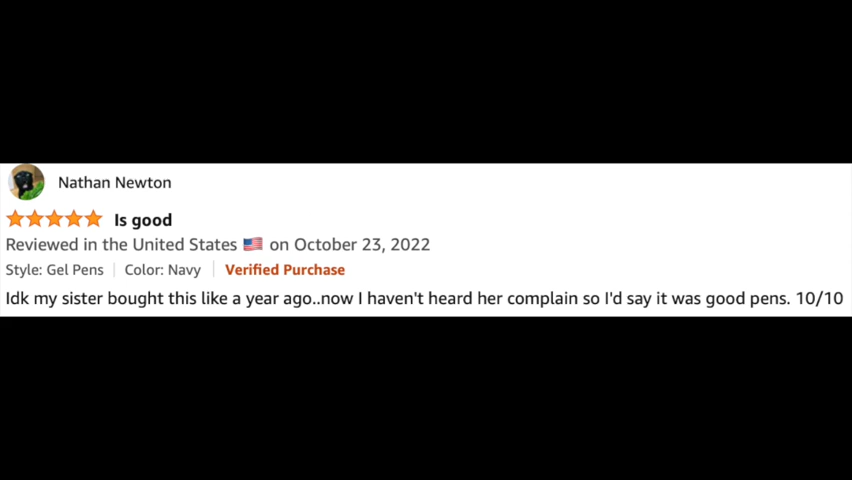 Nathan Newton
Is good
Reviewed in the United States 🇺🇸 on October 23, 2022
Style: Gel Pens | Color: Navy | Verified Purchase
Idk my sister bought this like a year ago..now I haven't heard her complain so I'd say it was good pens. 10/10